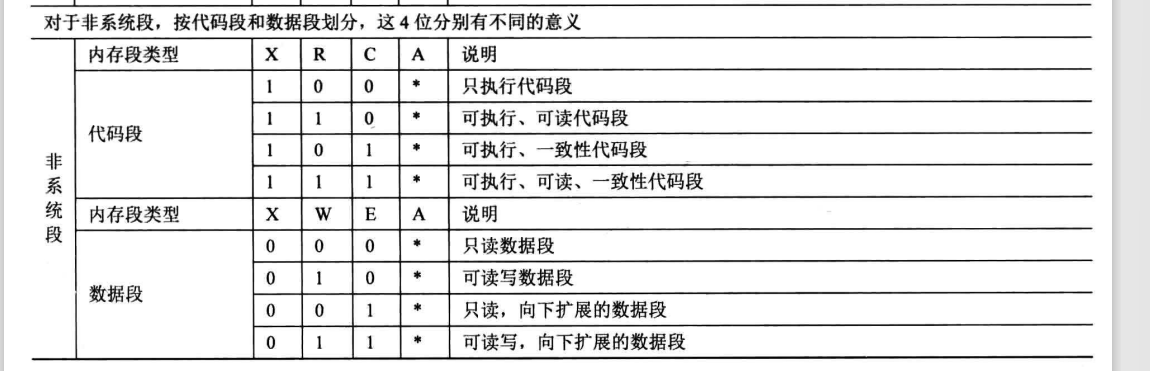 对于非系统段，按代码段和数据段划分，这 4 位分别有不同的意义
内存段类型 X R C A 说明
1 0 0 * 只执行代码段
1 1 0 * 可执行、可读代码段
代码段
1 0 1 * 可执行、一致性代码段
1 1 1 * 可执行、可读、一致性代码段
非系统段
内存段类型 X W E A 说明
0 0 0 * 只读数据段
0 1 0 * 可读写数据段
数据段
0 0 1 * 只读，向下扩展的数据段
0 1 1 * 可读写，向下扩展的数据段